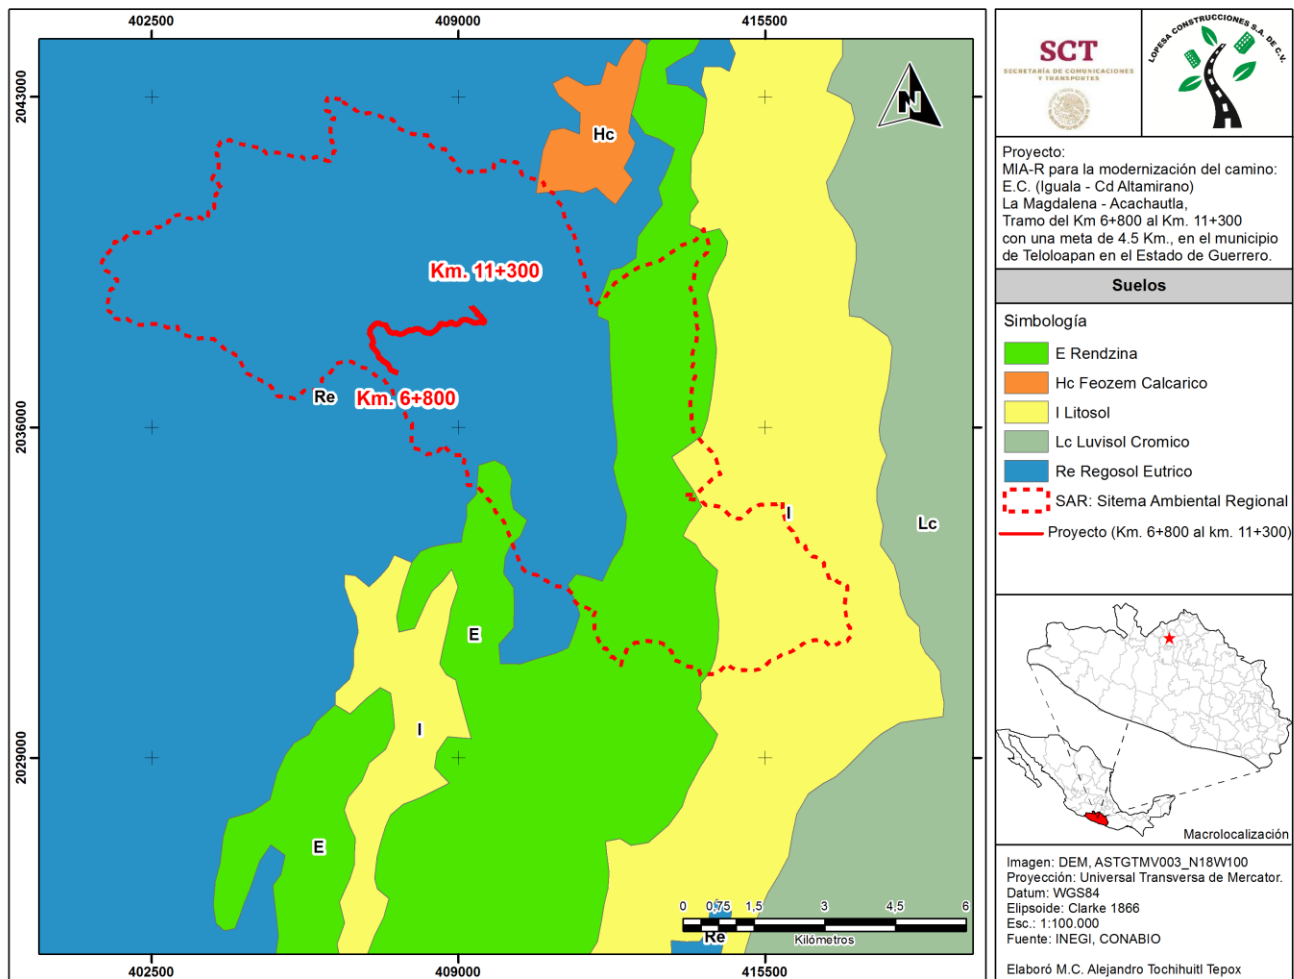 402500 409000 415500
2043000
2036000
2029000
Hc
Km. 11+300
Re
Km. 6+800
I
Lc
E
I
E
Re
N
0 0,75 1,5 3 4,5 6
Kilómetros
402500 409000 415500
SCT
SECRETARÍA DE COMUNICACIONES
Y TRANSPORTES
LOPESA CONSTRUCCIONES S.A. DE C.V.
Proyecto:
MIA-R para la modernización del camino:
E.C. (Iguala - Cd Altamirano)
La Magdalena - Acachautla,
Tramo del Km 6+800 al Km. 11+300
con una meta de 4.5 Km., en el municipio
de Teloloapan en el Estado de Guerrero.
Suelos
Simbología
E Rendzina
Hc Feozem Calcarico
I Litosol
Lc Luvisol Cromico
Re Regosol Eutrico
SAR: Sitema Ambiental Regional
Proyecto (Km. 6+800 al km. 11+300)
Macrolocalización
Imagen: DEM, ASTGTMV003_N18W100
Proyección: Universal Transversa de Mercator.
Datum: WGS84
Elipsoide: Clarke 1866
Esc.: 1:100.000
Fuente: INEGI, CONABIO
Elaboró M.C. Alejandro Tochihuitl Tepox